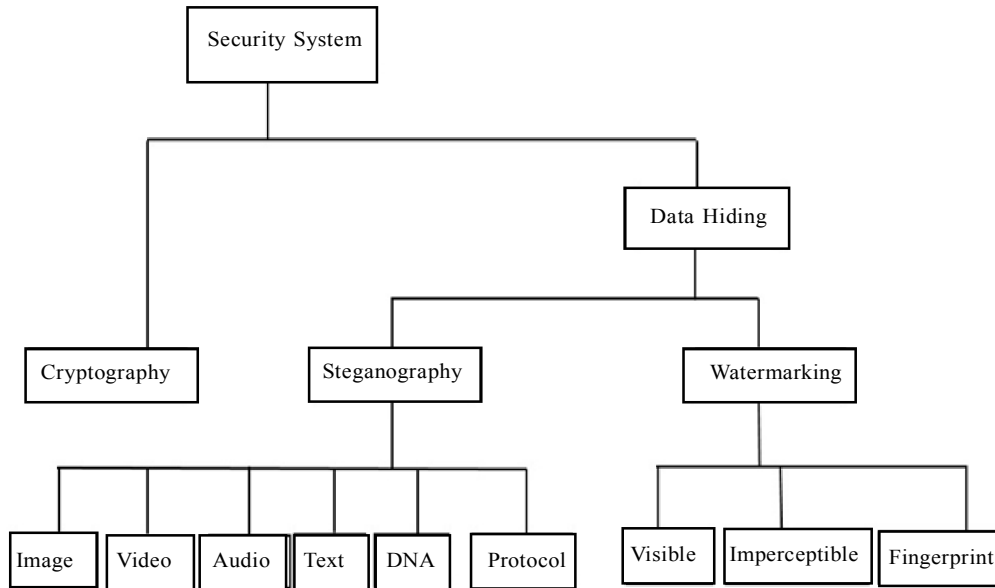 Security System
Data Hiding
Cryptography
Steganography
Watermarking
Image
Video
Audio
Text
DNA
Protocol
Visible
Imperceptible
Fingerprint